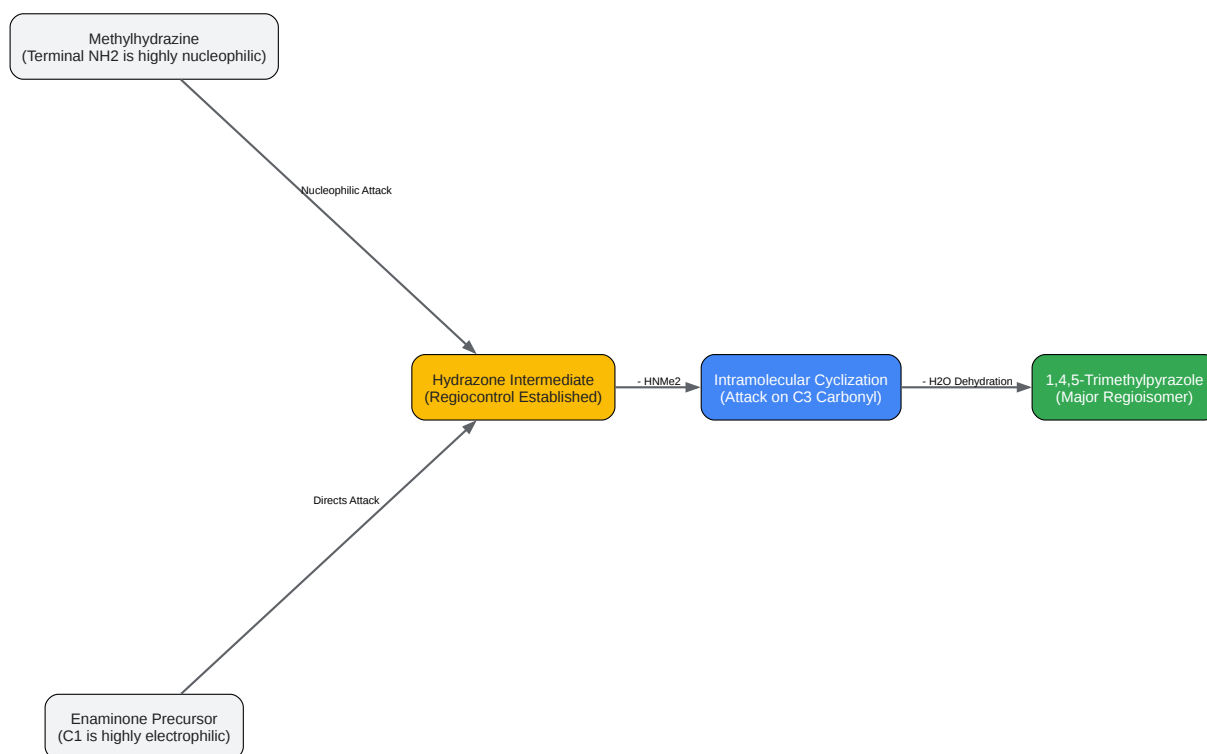 Methylhydrazine
(Terminal NH2 is highly nucleophilic)
Nucleophilic Attack
Hydrazone Intermediate
(Regiocontrol Established)
- HNMe2
Intramolecular Cyclization
(Attack on C3 Carbonyl)
- H2O Dehydration
1,4,5-Trimethylpyrazole
(Major Regioisomer)
Directs Attack
Enaminone Precursor
(C1 is highly electrophilic)